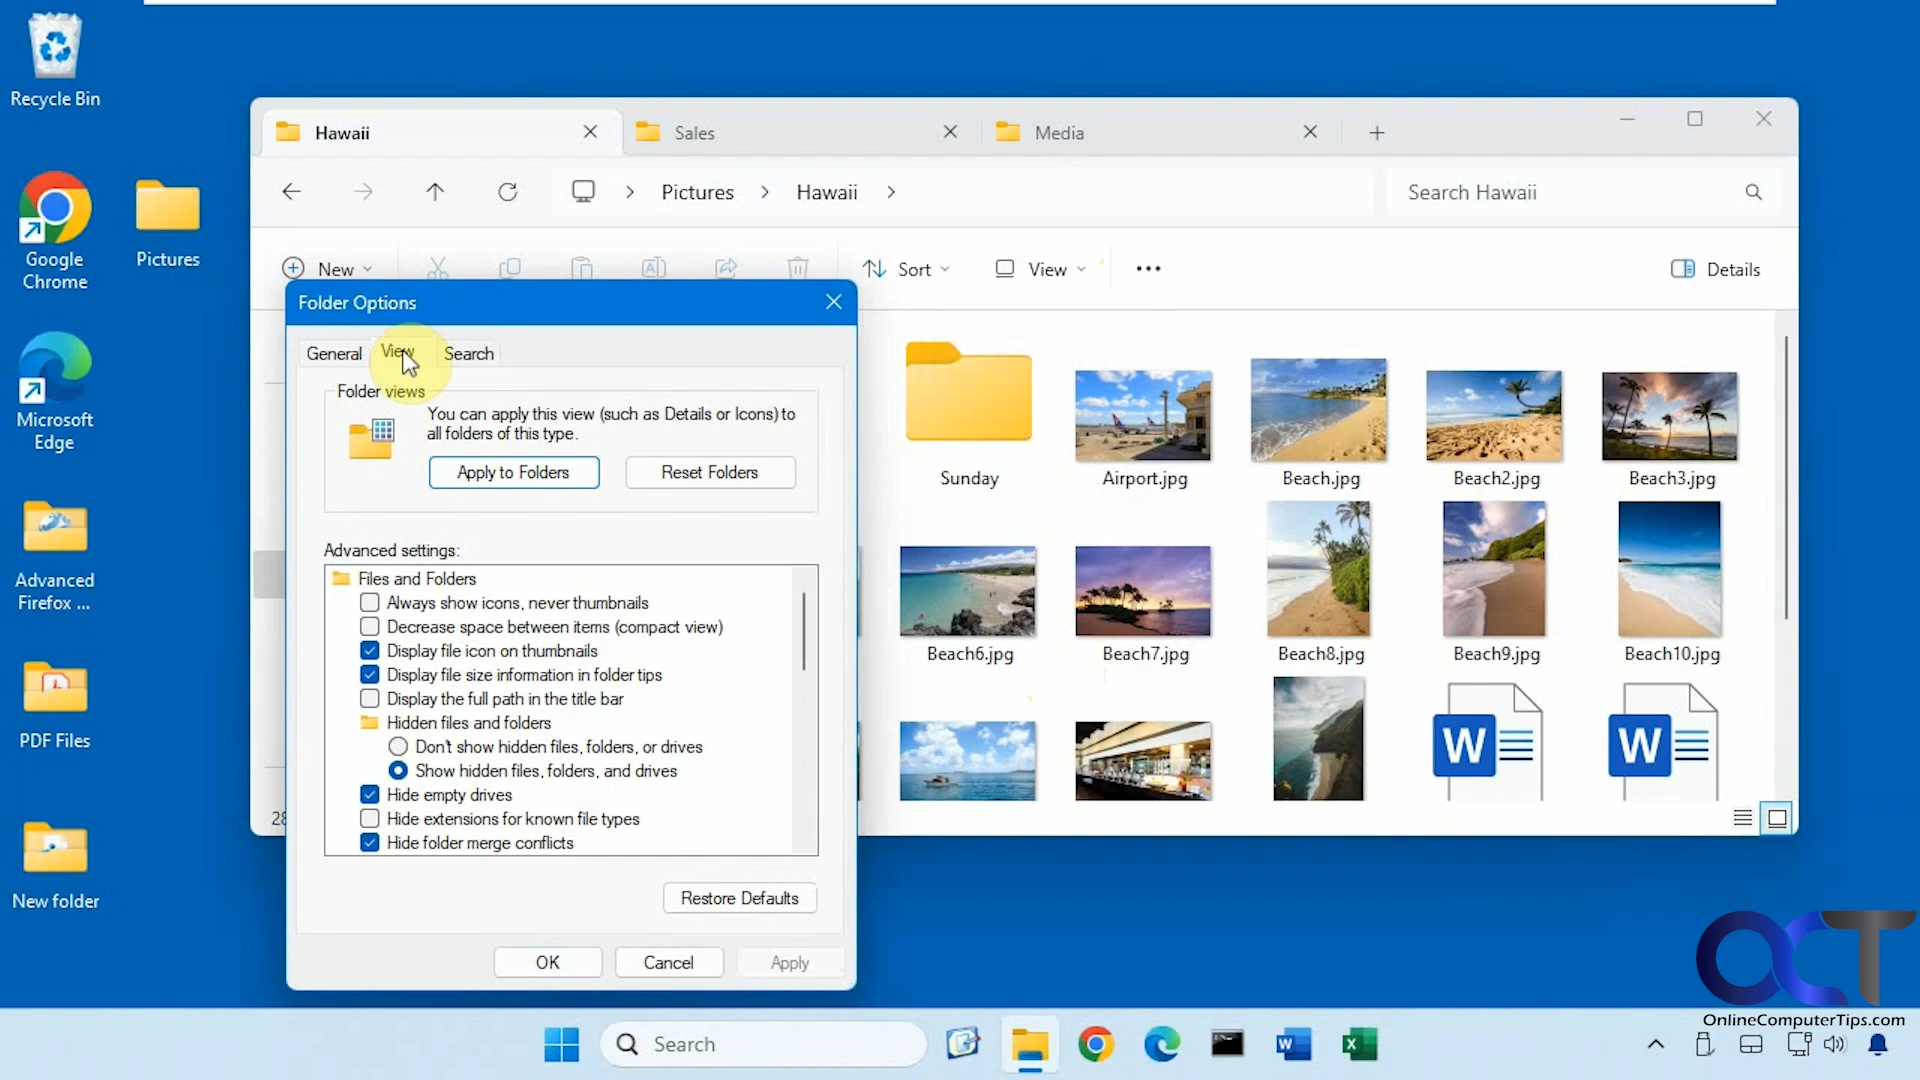 Recycle Bin
Google
Chrome
Pictures
Microsoft
Edge
Advanced
Firefox ...
PDF Files
New folder
Hawaii
Sales
Media
Pictures
Hawaii
Search Hawaii
New
Sort
View
Details
Folder Options
General
View
Search
Folder views
You can apply this view (such as Details or Icons) to
all folders of this type.
Apply to Folders
Reset Folders
Advanced settings:
Files and Folders
Always show icons, never thumbnails
Decrease space between items (compact view)
Display file icon on thumbnails
Display file size information in folder tips
Display the full path in the title bar
Hidden files and folders
Don't show hidden files, folders, or drives
Show hidden files, folders, and drives
Hide empty drives
Hide extensions for known file types
Hide folder merge conflicts
Restore Defaults
OK
Cancel
Apply
28
Sunday
Airport.jpg
Beach.jpg
Beach2.jpg
Beach3.jpg
Beach6.jpg
Beach7.jpg
Beach8.jpg
Beach9.jpg
Beach10.jpg
W
W
OCT
OnlineComputerTips.com
Search
W
X